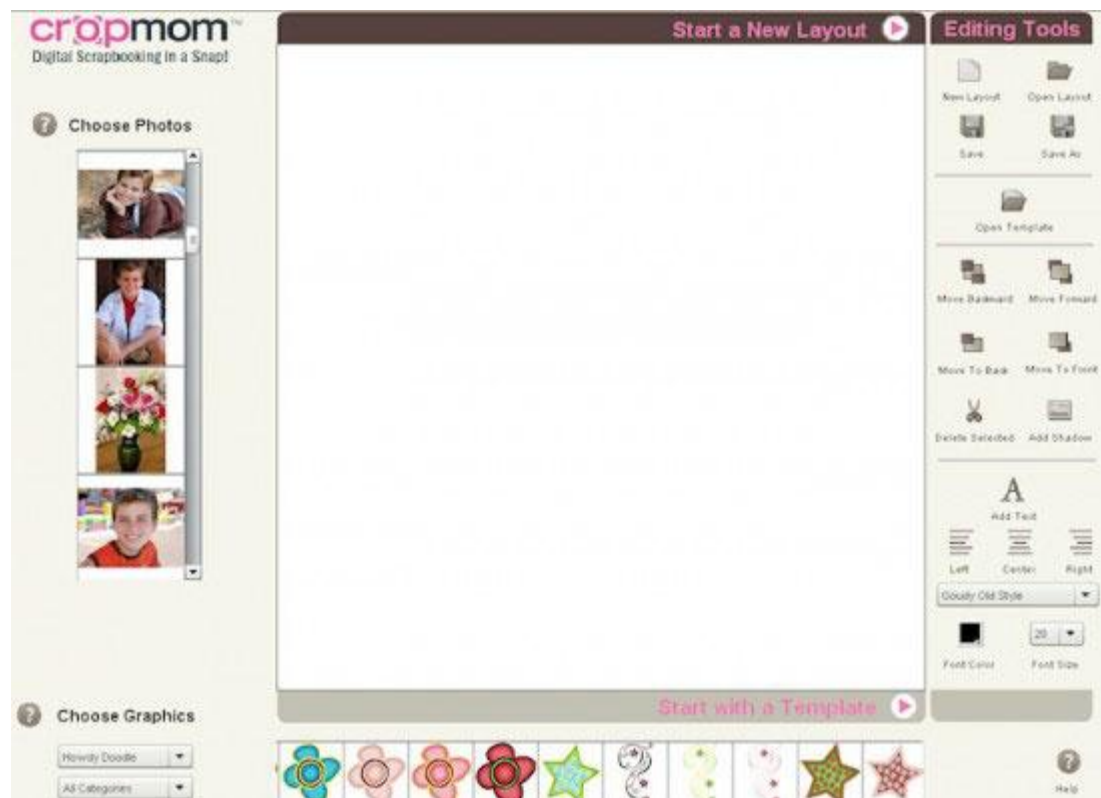 cropmom™
Digital Scrapbooking in a Snap!
Start a New Layout
Editing Tools
New Layout
Open Layout
Save
Save As
Choose Photos
Open Template
Move Backward
Move Forward
Move To Back
Move To Front
Delete Selected
Add Shadow
A
Add Text
Left
Center
Right
Goudy Old Style
20
Font Color
Font Size
Start with a Template
Choose Graphics
Howdy Doodle
All Categories
Help